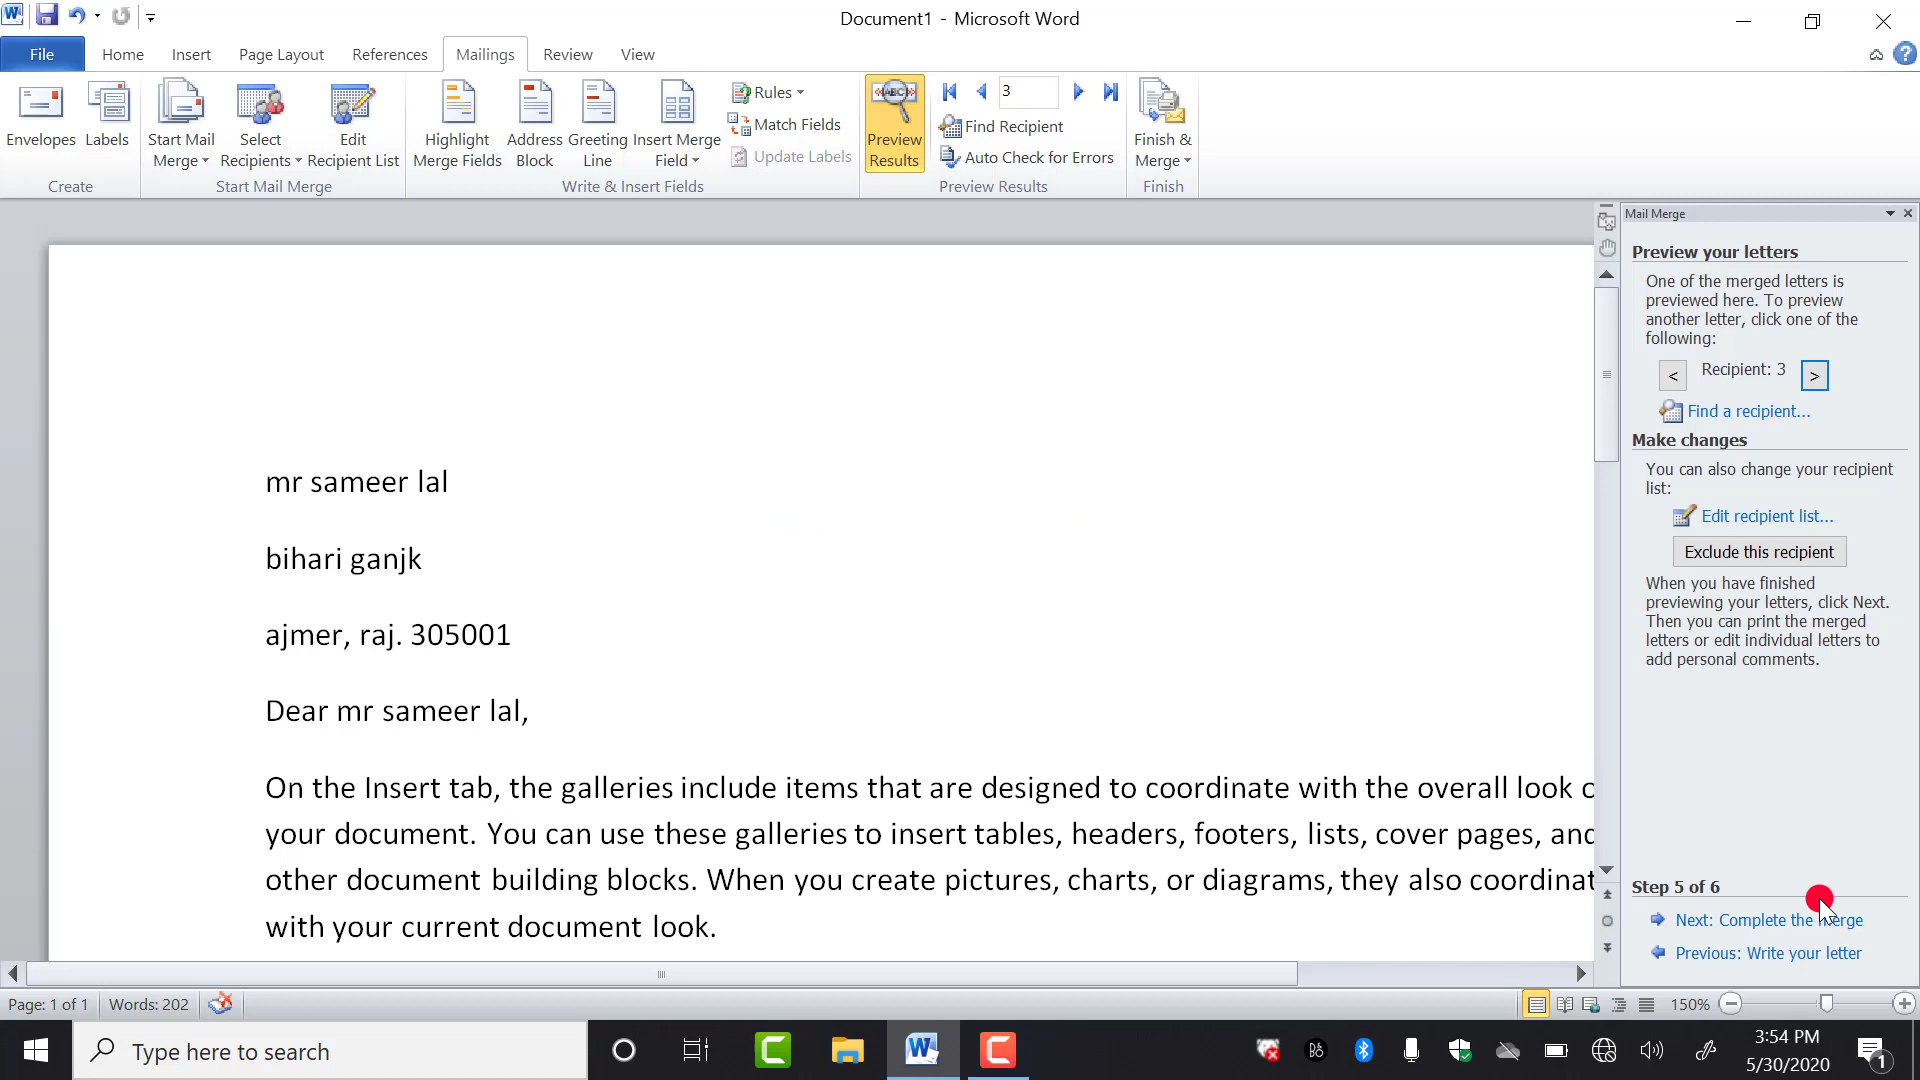 Document1 - Microsoft Word
File Home Insert Page Layout References Mailings Review View
Envelopes
Labels
Create
Start Mail
Merge
Select
Recipients
Edit
Recipient List
Start Mail Merge
Highlight
Merge Fields
Address
Block
Greeting
Line
Insert Merge
Field
Rules
Match Fields
Update Labels
Write & Insert Fields
«ABC»
Preview
Results
3
Find Recipient
Auto Check for Errors
Preview Results
Finish &
Merge
Finish
mr sameer lal
bihari ganjk
ajmer, raj. 305001
Dear mr sameer lal,
On the Insert tab, the galleries include items that are designed to coordinate with the overall look o
your document. You can use these galleries to insert tables, headers, footers, lists, cover pages, and
other document building blocks. When you create pictures, charts, or diagrams, they also coordinat
with your current document look.
Mail Merge
Preview your letters
One of the merged letters is
previewed here. To preview
another letter, click one of the
following:
< Recipient: 3 >
Find a recipient...
Make changes
You can also change your recipient
list:
Edit recipient list...
Exclude this recipient
When you have finished
previewing your letters, click Next.
Then you can print the merged
letters or edit individual letters to
add personal comments.
Step 5 of 6
Next: Complete the merge
Previous: Write your letter
Page: 1 of 1 Words: 202
150%
Type here to search
3:54 PM
5/30/2020
1